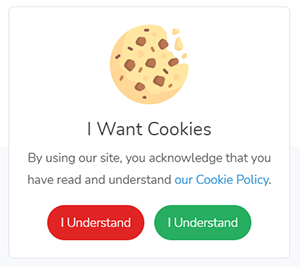 I Want Cookies
By using our site, you acknowledge that you
have read and understand our Cookie Policy.
I Understand
I Understand